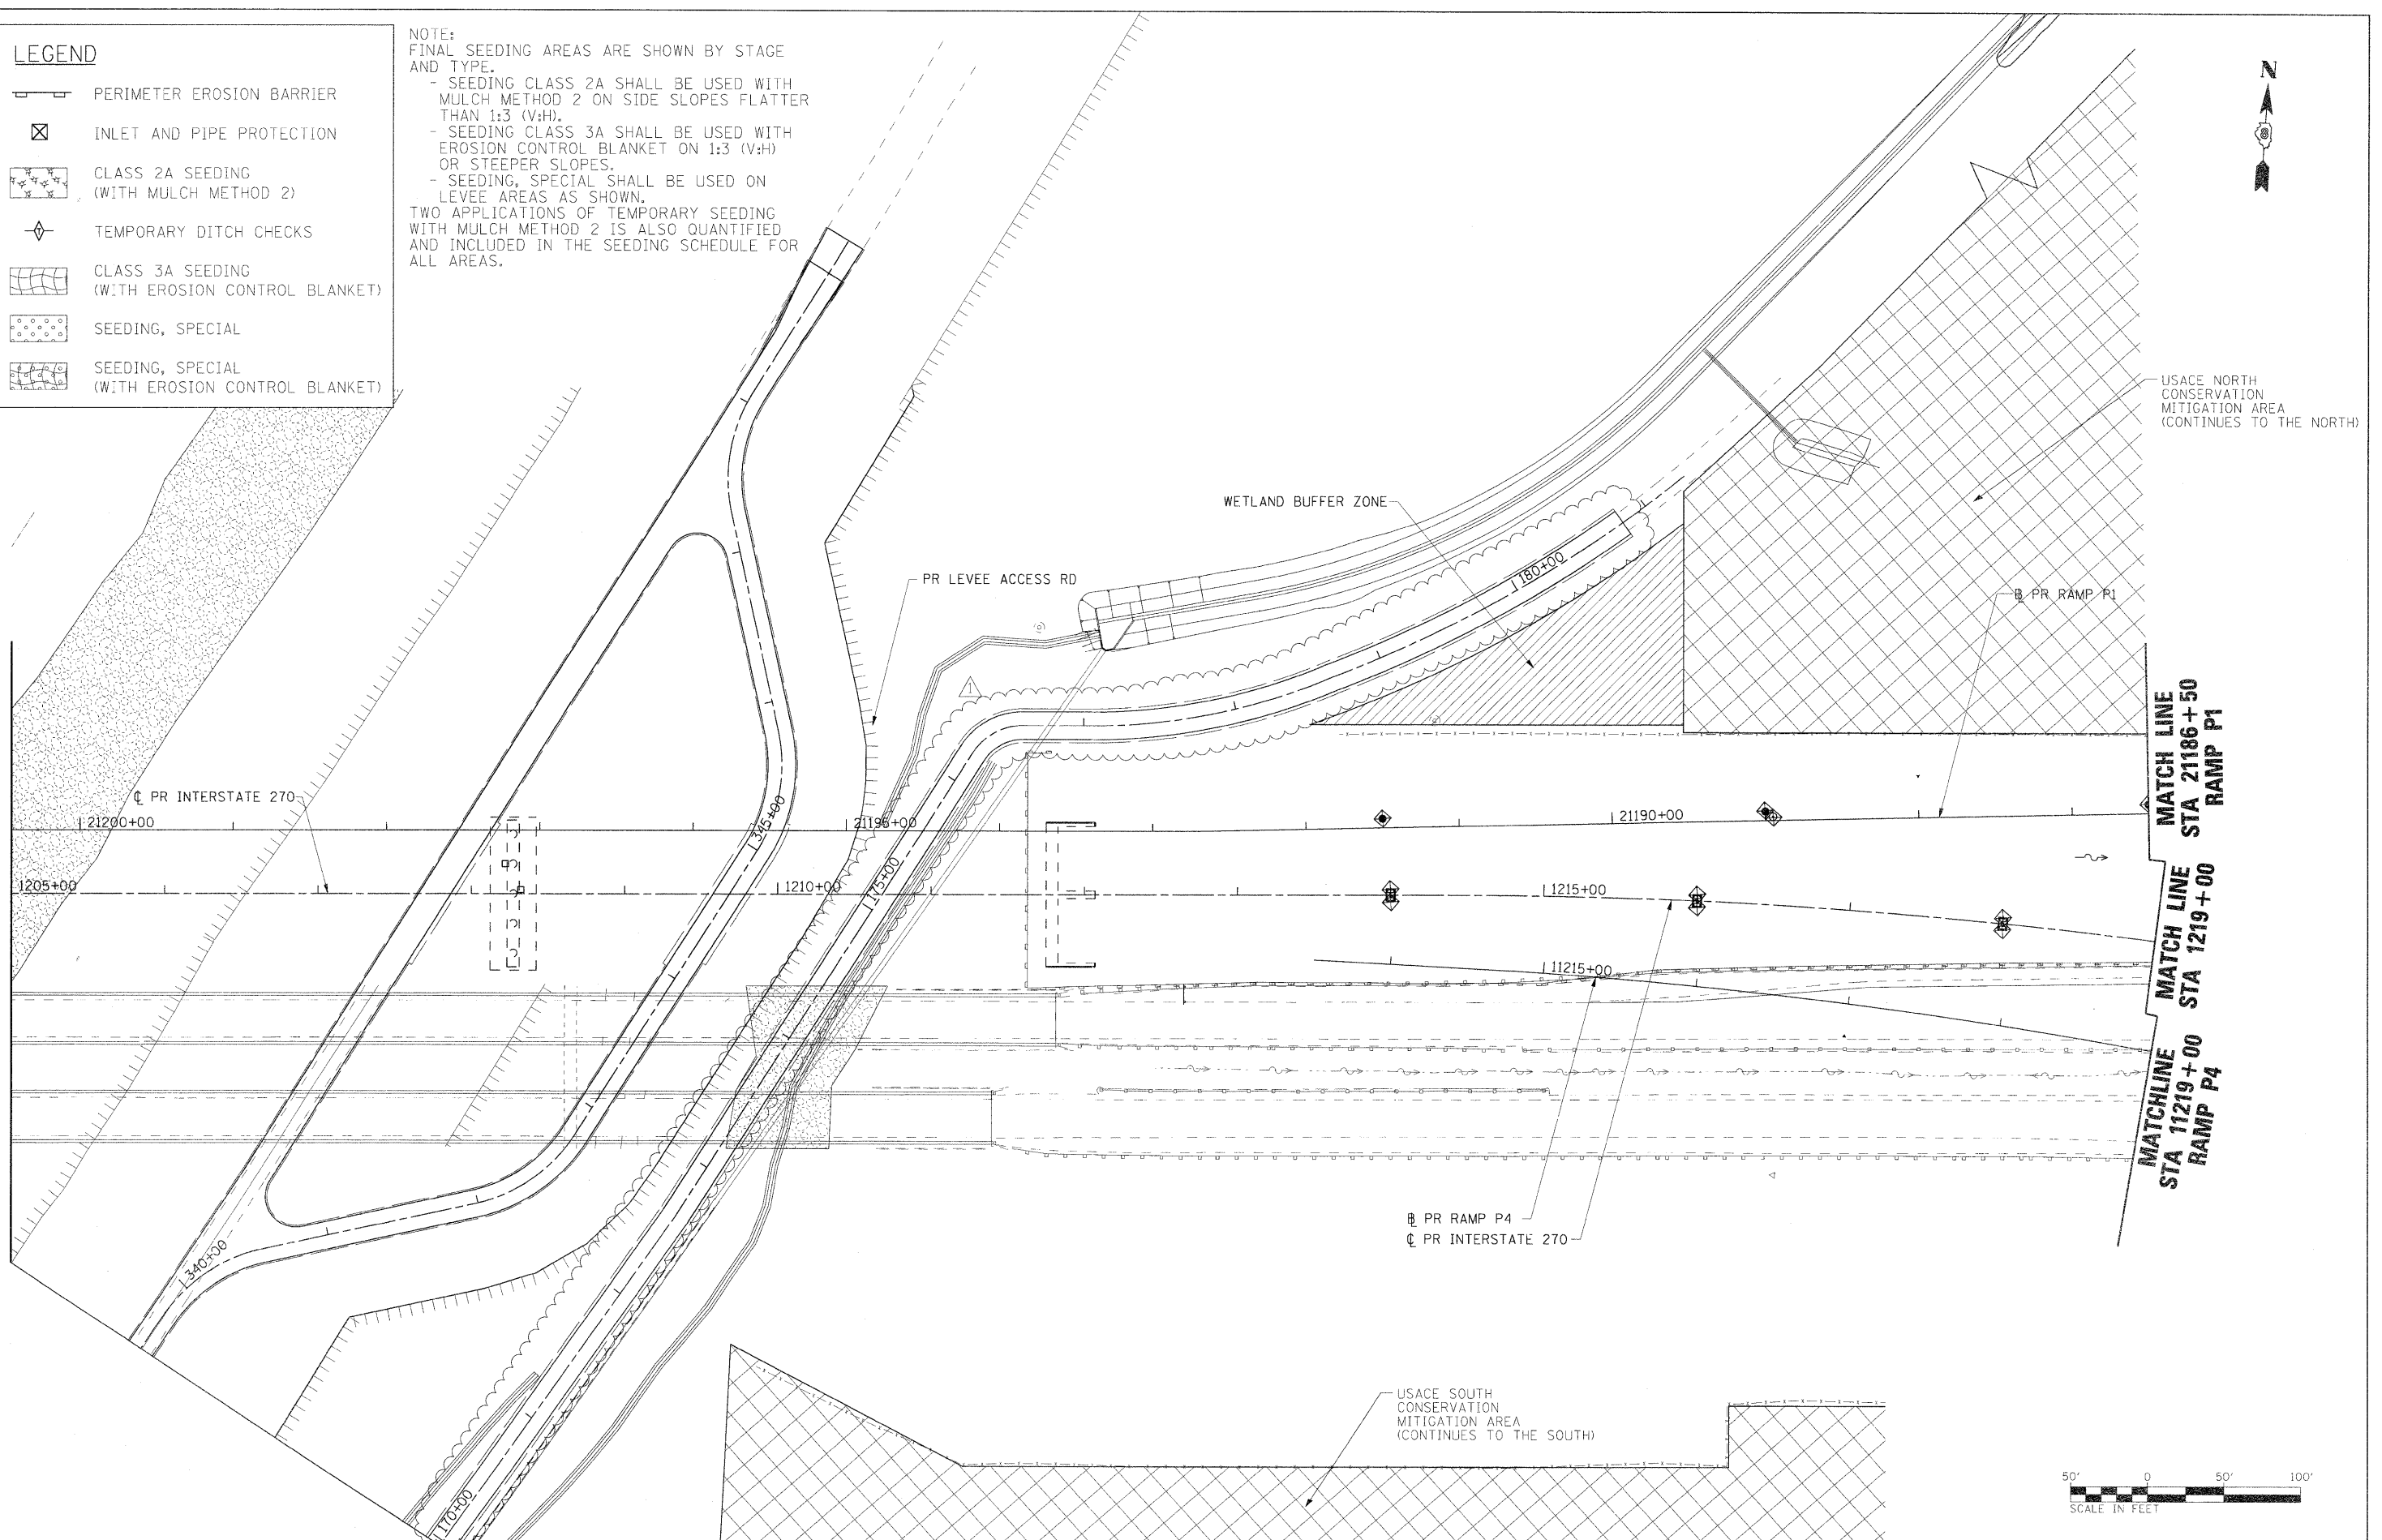 LEGEND
PERIMETER EROSION BARRIER
INLET AND PIPE PROTECTION
CLASS 2A SEEDING
(WITH MULCH METHOD 2)
TEMPORARY DITCH CHECKS
CLASS 3A SEEDING
(WITH EROSION CONTROL BLANKET)
SEEDING, SPECIAL
SEEDING, SPECIAL
(WITH EROSION CONTROL BLANKET)
NOTE:
FINAL SEEDING AREAS ARE SHOWN BY STAGE
AND TYPE.
- SEEDING CLASS 2A SHALL BE USED WITH
MULCH METHOD 2 ON SIDE SLOPES FLATTER
THAN 1:3 (V:H).
- SEEDING CLASS 3A SHALL BE USED WITH
EROSION CONTROL BLANKET ON 1:3 (V:H)
OR STEEPER SLOPES.
- SEEDING, SPECIAL SHALL BE USED ON
LEVEE AREAS AS SHOWN.
TWO APPLICATIONS OF TEMPORARY SEEDING
WITH MULCH METHOD 2 IS ALSO QUANTIFIED
AND INCLUDED IN THE SEEDING SCHEDULE FOR
ALL AREAS.
N
USACE NORTH
CONSERVATION
MITIGATION AREA
(CONTINUES TO THE NORTH)
WETLAND BUFFER ZONE
180+00
PR LEVEE ACCESS RD
PR RAMP P1
1
MATCH LINE
STA 21186+50
RAMP P1
℄ PR INTERSTATE 270
21200+00
345+00
21195+00
21190+00
1205+00
1210+00
175+00
1215+00
MATCH LINE
STA 1219+00
11215+00
MATCHLINE
STA 11219+00
RAMP P4
PR RAMP P4
℄ PR INTERSTATE 270
340+00
170+00
USACE SOUTH
CONSERVATION
MITIGATION AREA
(CONTINUES TO THE SOUTH)
50' 0 50' 100'
SCALE IN FEET